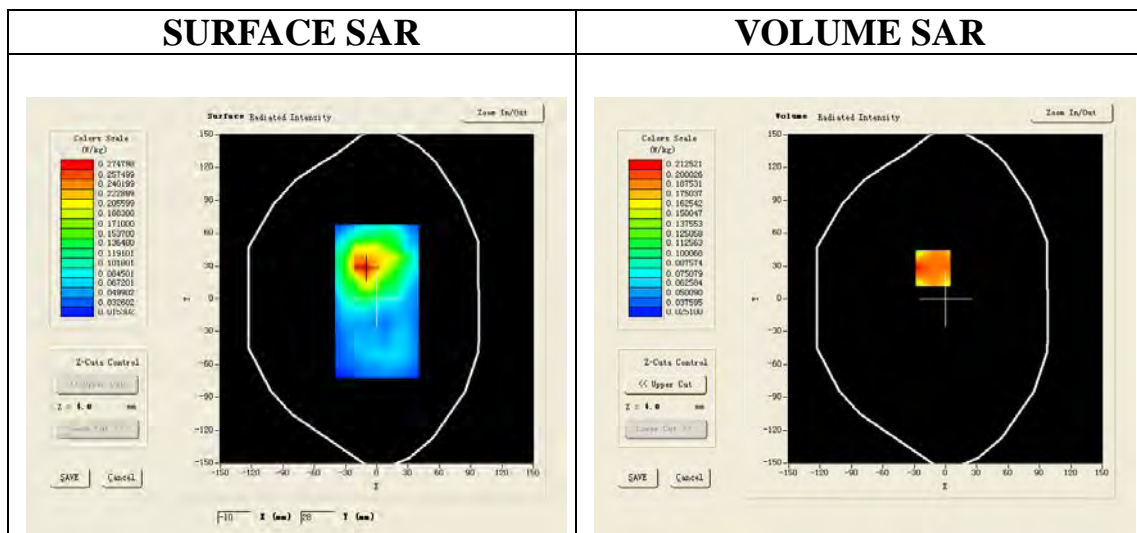 SURFACE SAR
Surface Radiated Intensity
Zoom In/Out
Colors Scale
(W/kg)
0.274798
0.257499
0.240199
0.222899
0.205599
0.188300
0.171000
0.153700
0.136400
0.119101
0.101801
0.084501
0.067201
0.049902
0.032602
0.015302
150
120
90
60
30
0
-30
-60
-90
-120
-150
Y
-150 -120 -90 -60 -30 0 30 60 90 120 150
X
Z-Cuts Control
<< Upper Cut
Z = 4.0 mm
Lower Cut >>
SAVE Cancel
-10 X (mm) 28 Y (mm)
VOLUME SAR
Volume Radiated Intensity
Zoom In/Out
Colors Scale
(W/kg)
0.212521
0.200026
0.187531
0.175037
0.162542
0.150047
0.137553
0.125058
0.112563
0.100068
0.087574
0.075079
0.062584
0.050090
0.037595
0.025100
150
120
90
60
30
0
-30
-60
-90
-120
-150
Y
-150 -120 -90 -60 -30 0 30 60 90 120 150
X
Z-Cuts Control
<< Upper Cut
Z = 4.0 mm
Lower Cut >>
SAVE Cancel